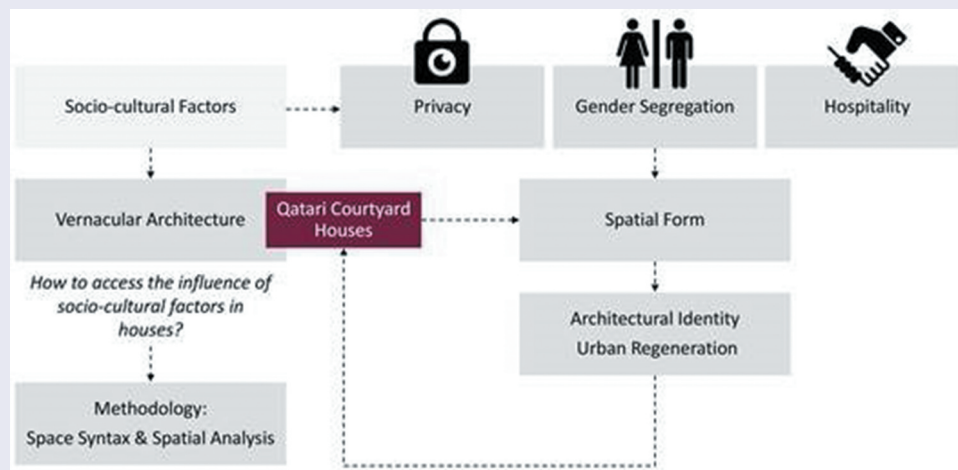 Socio-cultural Factors
Privacy
Gender Segregation
Hospitality
Vernacular Architecture
Qatari Courtyard
Houses
Spatial Form
How to access the influence of
socio-cultural factors in
houses?
Architectural Identity
Urban Regeneration
Methodology:
Space Syntax & Spatial Analysis